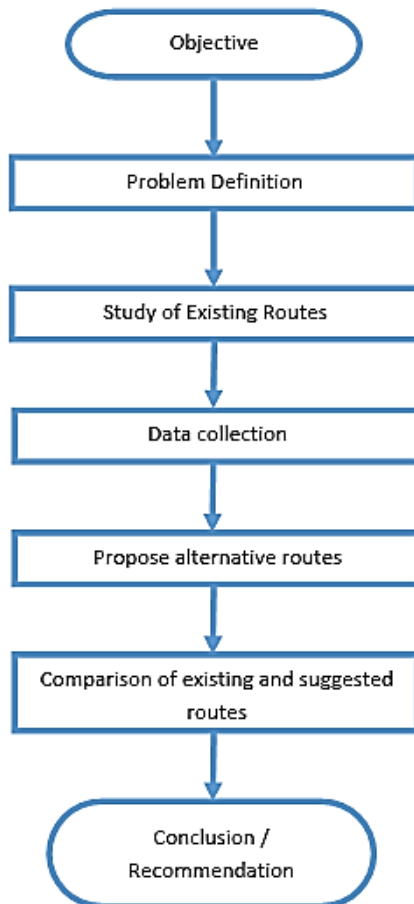 Objective
Problem Definition
Study of Existing Routes
Data collection
Propose alternative routes
Comparison of existing and suggested
routes
Conclusion /
Recommendation